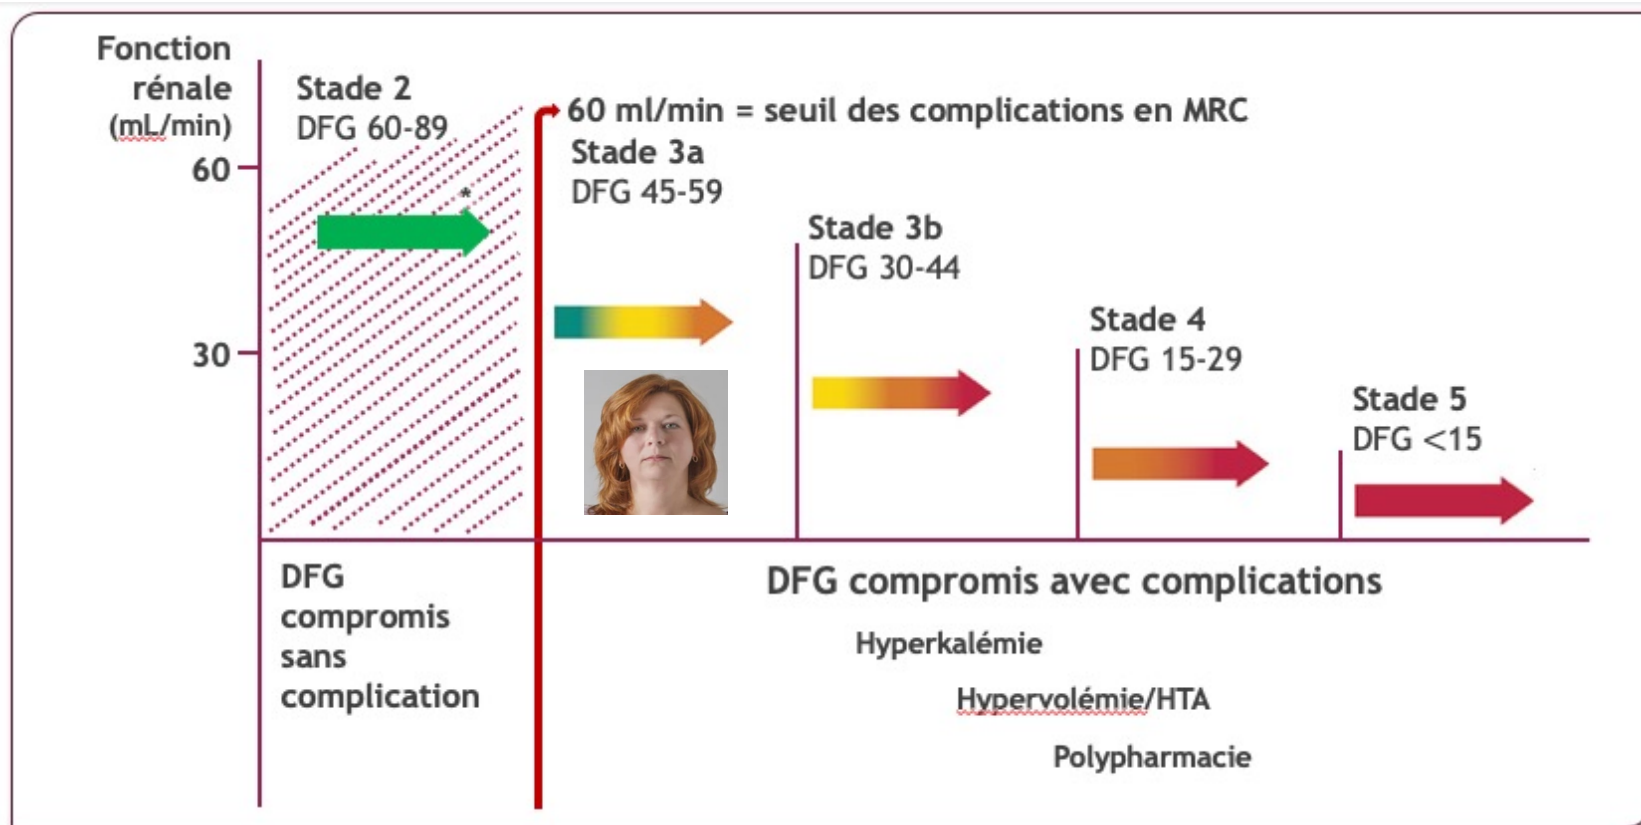 Fonction
rénale
(mL/min)
60
30
Stade 2
DFG 60-89
*
60 ml/min = seuil des complications en MRC
Stade 3a
DFG 45-59
Stade 3b
DFG 30-44
Stade 4
DFG 15-29
Stade 5
DFG <15
DFG
compromis
sans
complication
DFG compromis avec complications
Hyperkalémie
Hypervolémie/HTA
Polypharmacie